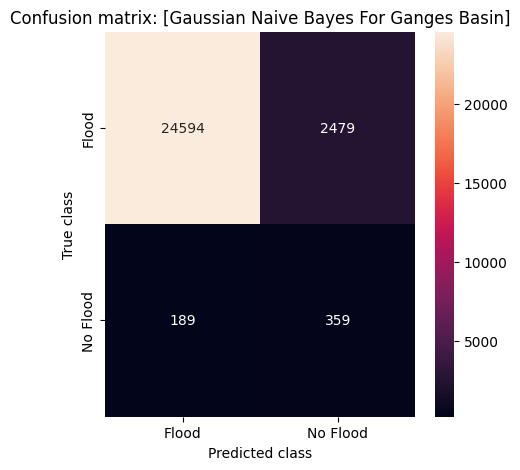 Confusion matrix: [Gaussian Naive Bayes For Ganges Basin]
True class
Flood
24594
2479
No Flood
189
359
Flood
No Flood
Predicted class
20000
15000
10000
5000